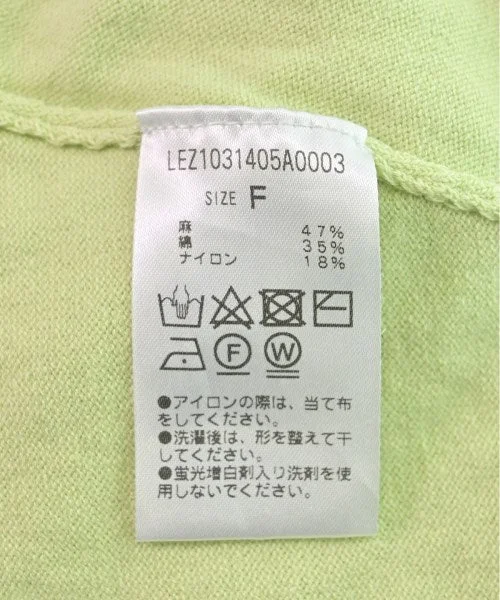 LEZ1031405A0003
SIZE F
麻 47%
綿 35%
ナイロン 18%
F W
●アイロンの際は、当て布
をしてください。
●洗濯後は、形を整えて干
してください。
●蛍光増白剤入り洗剤を使
用しないでください。